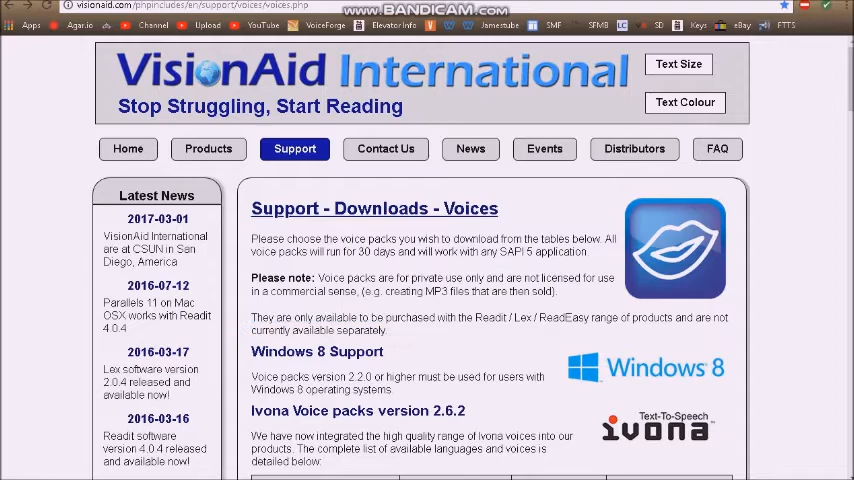 visionaid.com/phpincludes/en/support/voices/voices.php
www.BANDICAM.com
Apps Agar.io Channel Upload YouTube VoiceForge Elevator Info Jamestube SMF SFMB SD Keys eBay FTTS
VisionAid International
Stop Struggling, Start Reading
Text Size
Text Colour
Home Products Support Contact Us News Events Distributors FAQ
Latest News
2017-03-01
VisionAid International
are at CSUN in San
Diego, America
2016-07-12
Parallels 11 on Mac
OSX works with Readit
4.0.4
2016-03-17
Lex software version
2.0.4 released and
available now!
2016-03-16
Readit software
version 4.0.4 released
and available now!
Support - Downloads - Voices
Please choose the voice packs you wish to download from the tables below. All
voice packs will run for 30 days and will work with any SAPI 5 application.
Please note: Voice packs are for private use only and are not licensed for use
in a commercial sense, (e.g. creating MP3 files that are then sold).
They are only available to be purchased with the Readit / Lex / ReadEasy range of products and are not
currently available separately.
Windows 8 Support
Windows 8
Voice packs version 2.2.0 or higher must be used for users with
Windows 8 operating systems.
Ivona Voice packs version 2.6.2
Text-To-Speech
ivona
We have now integrated the high quality range of Ivona voices into our
products. The complete list of available languages and voices is
detailed below: